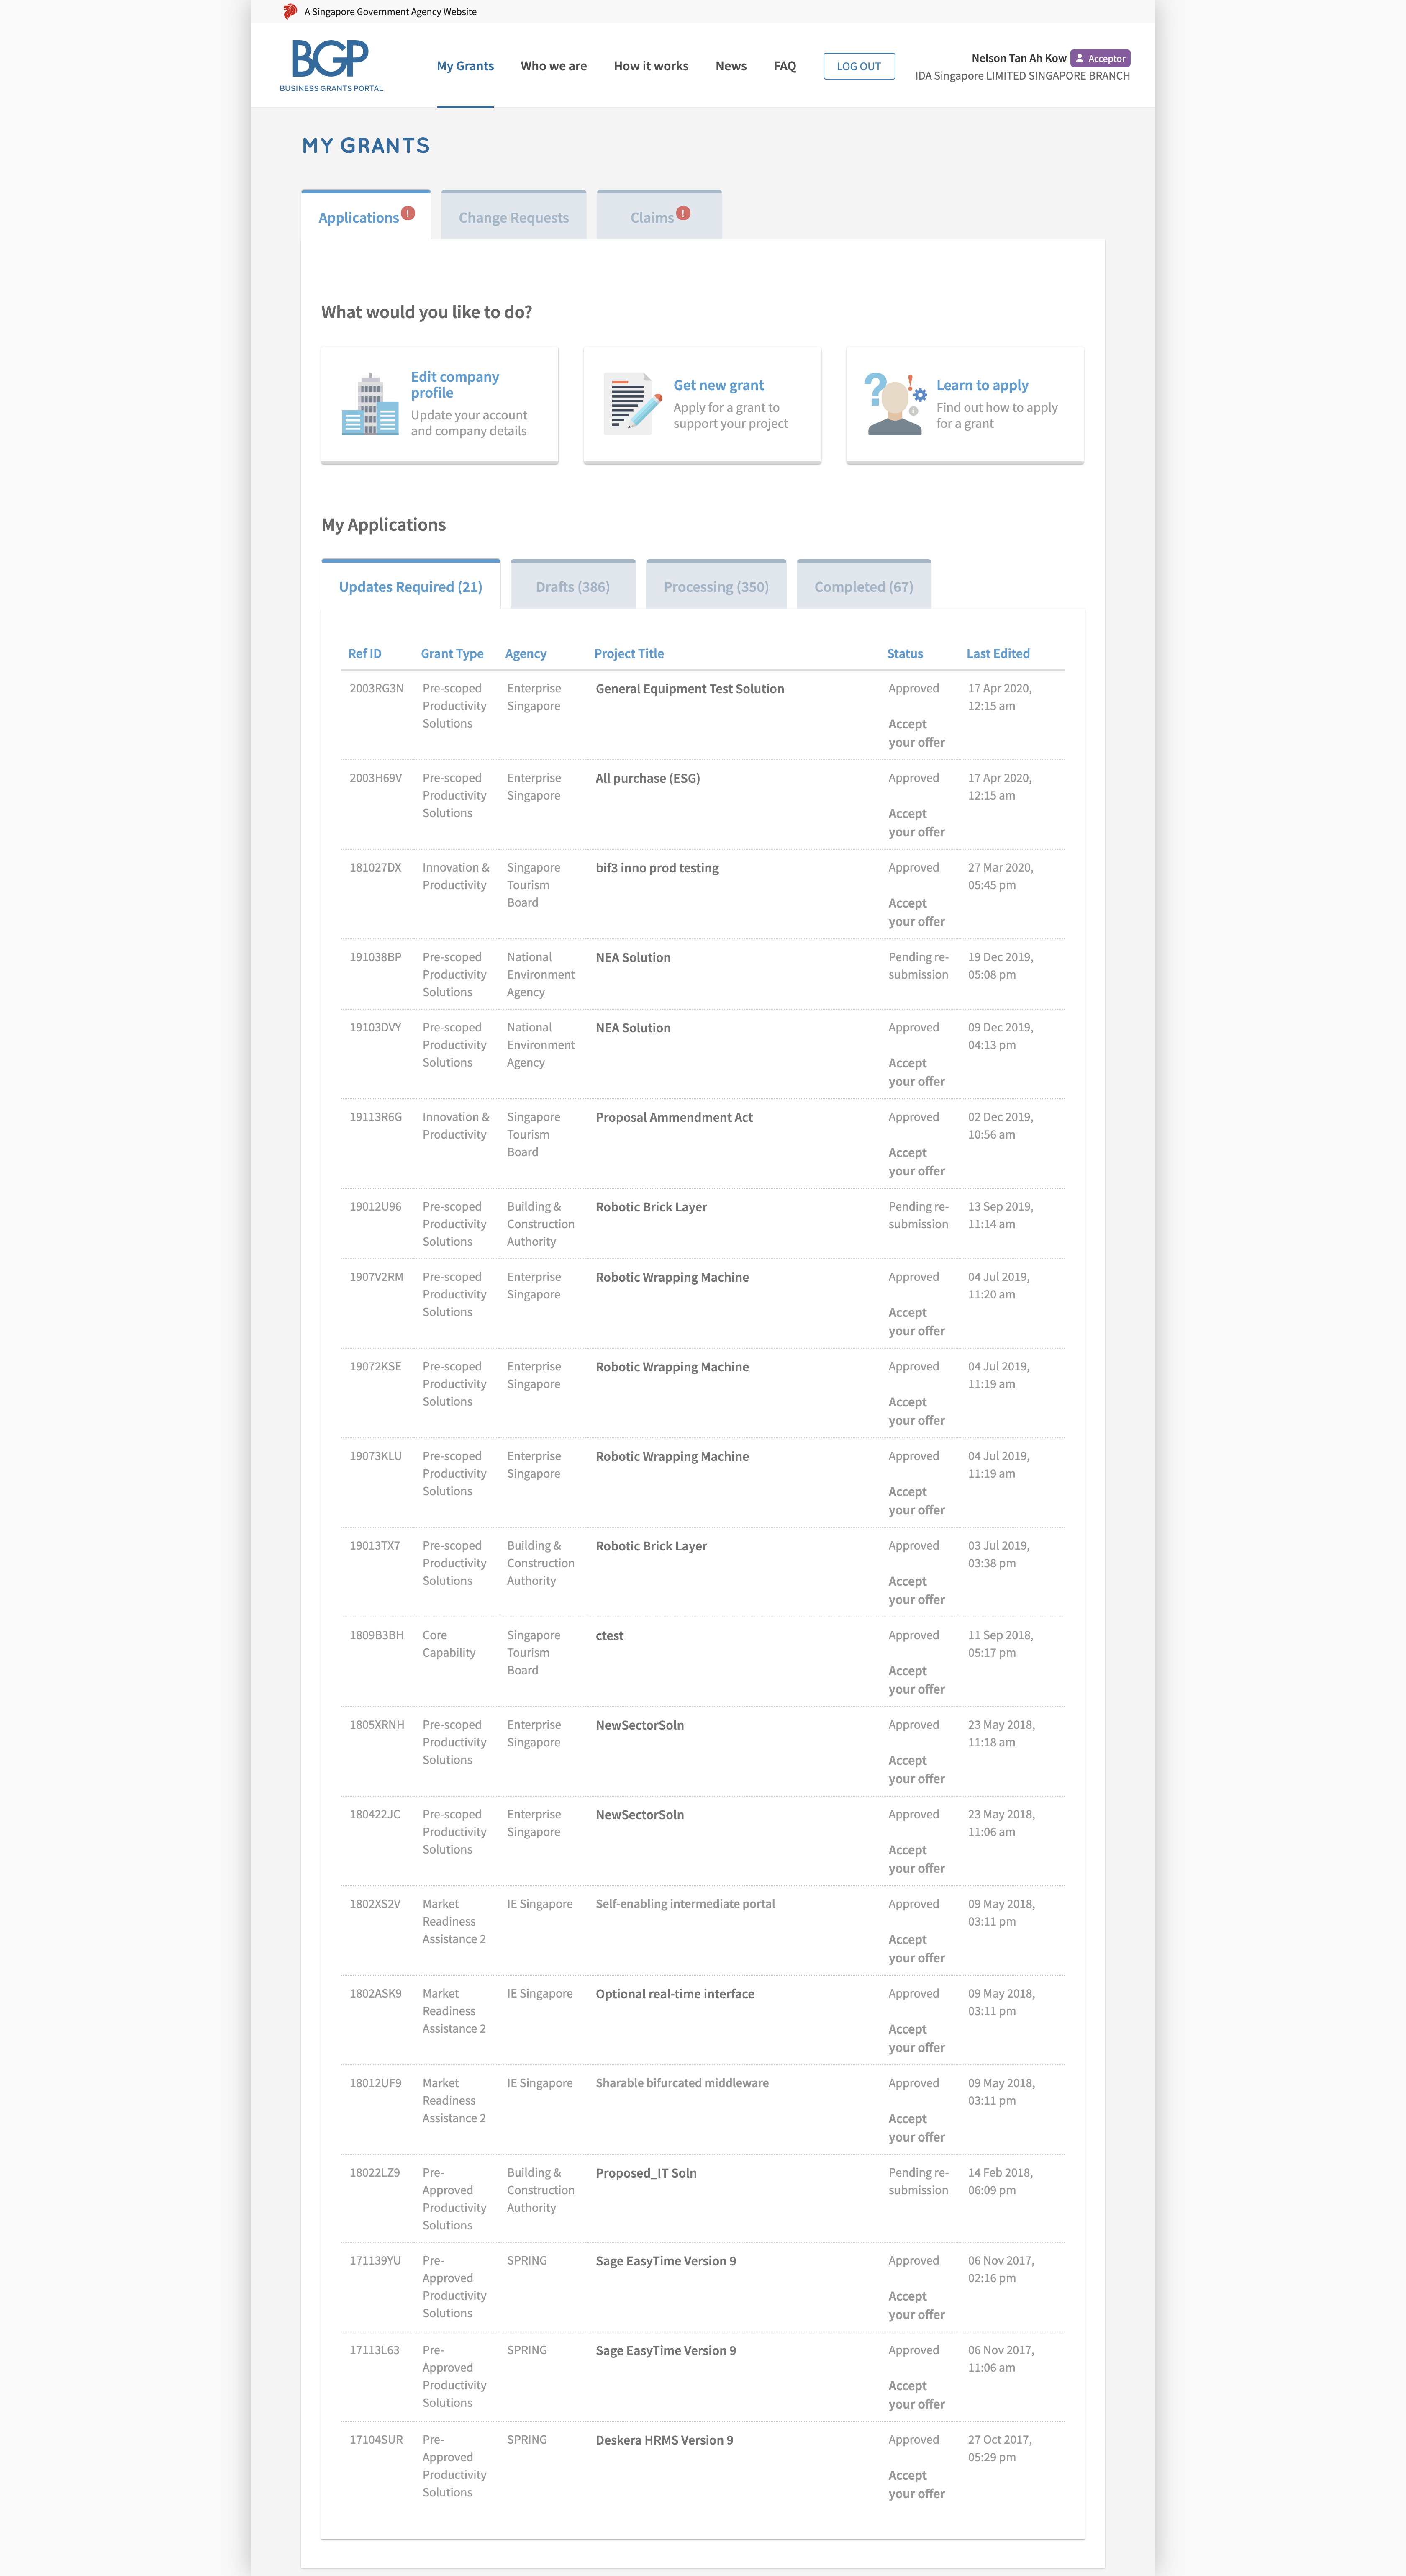 A Singapore Government Agency Website
BGP
BUSINESS GRANTS PORTAL
My Grants
Who we are
How it works
News
FAQ
LOG OUT
Nelson Tan Ah Kow Acceptor
IDA Singapore LIMITED SINGAPORE BRANCH
MY GRANTS
Applications !
Change Requests
Claims !
What would you like to do?
Edit company
profile
Update your account
and company details
Get new grant
Apply for a grant to
support your project
Learn to apply
Find out how to apply
for a grant
My Applications
Updates Required (21)
Drafts (386)
Processing (350)
Completed (67)
Ref ID Grant Type Agency Project Title Status Last Edited
2003RG3N Pre-scoped Enterprise General Equipment Test Solution Approved 17 Apr 2020,
Productivity Singapore 12:15 am
Solutions
Accept
your offer
2003H69V Pre-scoped Enterprise All purchase (ESG) Approved 17 Apr 2020,
Productivity Singapore 12:15 am
Solutions
Accept
your offer
181027DX Innovation & Singapore bif3 inno prod testing Approved 27 Mar 2020,
Productivity Tourism 05:45 pm
Board
Accept
your offer
191038BP Pre-scoped National NEA Solution Pending re- 19 Dec 2019,
Productivity Environment submission 05:08 pm
Solutions Agency
19103DVY Pre-scoped National NEA Solution Approved 09 Dec 2019,
Productivity Environment 04:13 pm
Solutions Agency
Accept
your offer
19113R6G Innovation & Singapore Proposal Ammendment Act Approved 02 Dec 2019,
Productivity Tourism 10:56 am
Board
Accept
your offer
19012U96 Pre-scoped Building & Robotic Brick Layer Pending re- 13 Sep 2019,
Productivity Construction submission 11:14 am
Solutions Authority
1907V2RM Pre-scoped Enterprise Robotic Wrapping Machine Approved 04 Jul 2019,
Productivity Singapore 11:20 am
Solutions
Accept
your offer
19072KSE Pre-scoped Enterprise Robotic Wrapping Machine Approved 04 Jul 2019,
Productivity Singapore 11:19 am
Solutions
Accept
your offer
19073KLU Pre-scoped Enterprise Robotic Wrapping Machine Approved 04 Jul 2019,
Productivity Singapore 11:19 am
Solutions
Accept
your offer
19013TX7 Pre-scoped Building & Robotic Brick Layer Approved 03 Jul 2019,
Productivity Construction 03:38 pm
Solutions Authority
Accept
your offer
1809B3BH Core Singapore ctest Approved 11 Sep 2018,
Capability Tourism 05:17 pm
Board
Accept
your offer
1805XRNH Pre-scoped Enterprise NewSectorSoln Approved 23 May 2018,
Productivity Singapore 11:18 am
Solutions
Accept
your offer
180422JC Pre-scoped Enterprise NewSectorSoln Approved 23 May 2018,
Productivity Singapore 11:06 am
Solutions
Accept
your offer
1802XS2V Market IE Singapore Self-enabling intermediate portal Approved 09 May 2018,
Readiness 03:11 pm
Assistance 2
Accept
your offer
1802ASK9 Market IE Singapore Optional real-time interface Approved 09 May 2018,
Readiness 03:11 pm
Assistance 2
Accept
your offer
18012UF9 Market IE Singapore Sharable bifurcated middleware Approved 09 May 2018,
Readiness 03:11 pm
Assistance 2
Accept
your offer
18022LZ9 Pre- Building & Proposed_IT Soln Pending re- 14 Feb 2018,
Approved Construction submission 06:09 pm
Productivity Authority
Solutions
171139YU Pre- SPRING Sage EasyTime Version 9 Approved 06 Nov 2017,
Approved 02:16 pm
Productivity Accept
Solutions your offer
17113L63 Pre- SPRING Sage EasyTime Version 9 Approved 06 Nov 2017,
Approved 11:06 am
Productivity Accept
Solutions your offer
17104SUR Pre- SPRING Deskera HRMS Version 9 Approved 27 Oct 2017,
Approved 05:29 pm
Productivity Accept
Solutions your offer